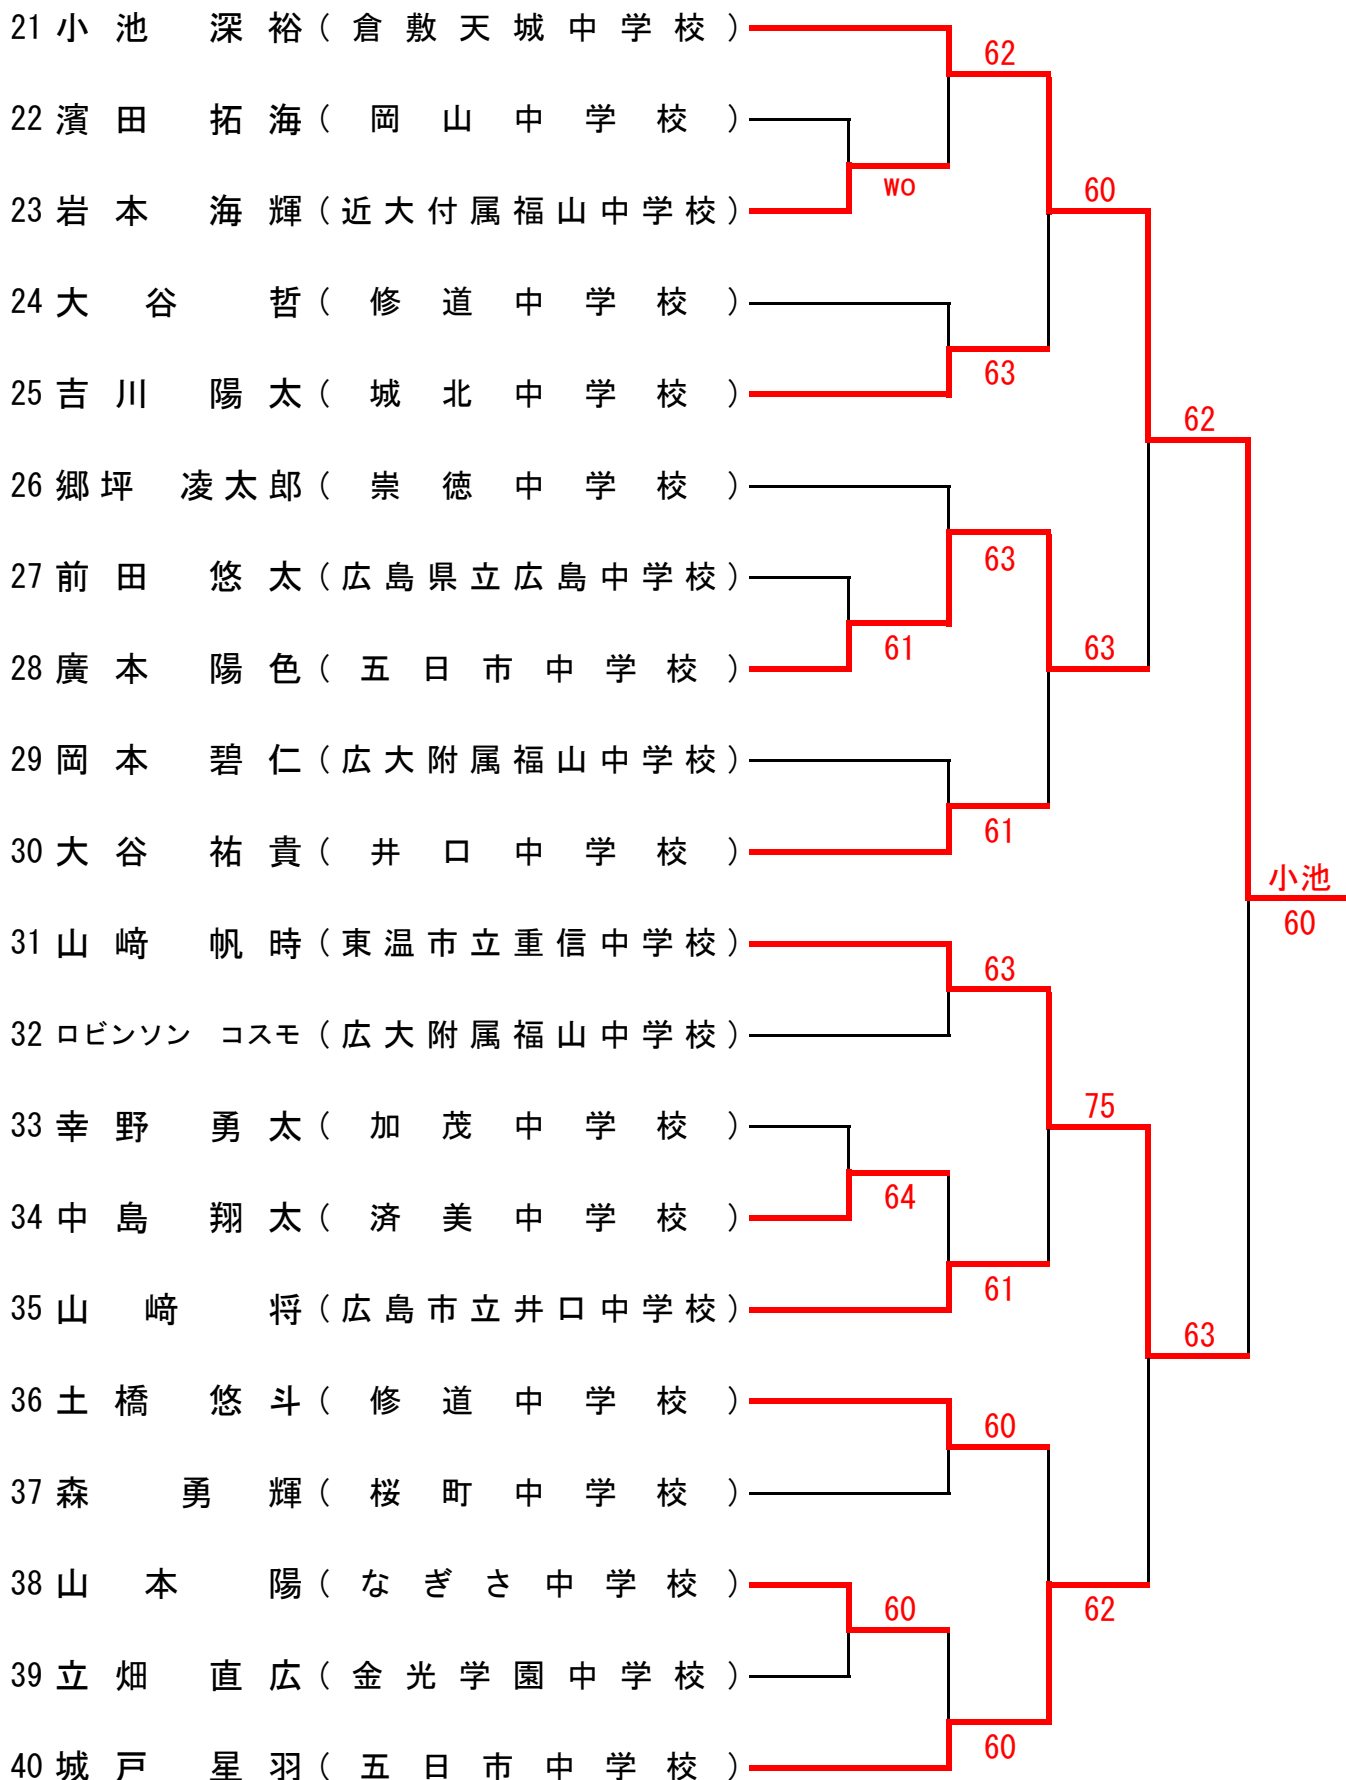 21 小池 深裕 (倉敷天城中学校)
62
22 濱田 拓海 (岡山中学校)
WO
60
23 岩本 海輝 (近大付属福山中学校)
24 大谷 哲 (修道中学校)
63
25 吉川 陽太 (城北中学校)
62
26 郷坪 凌太郎 (崇徳中学校)
63
27 前田 悠太 (広島県立広島中学校)
61
63
28 廣本 陽色 (五日市中学校)
29 岡本 碧仁 (広大附属福山中学校)
61
30 大谷 祐貴 (井口中学校)
小池
60
31 山﨑 帆時 (東温市立重信中学校)
63
32 ロビンソン コスモ (広大附属福山中学校)
75
33 幸野 勇太 (加茂中学校)
64
34 中島 翔太 (済美中学校)
61
35 山﨑 将 (広島市立井口中学校)
63
36 土橋 悠斗 (修道中学校)
60
37 森 勇輝 (桜町中学校)
38 山本 陽 (なぎさ中学校)
60
62
39 立畑 直広 (金光学園中学校)
60
40 城戸 星羽 (五日市中学校)